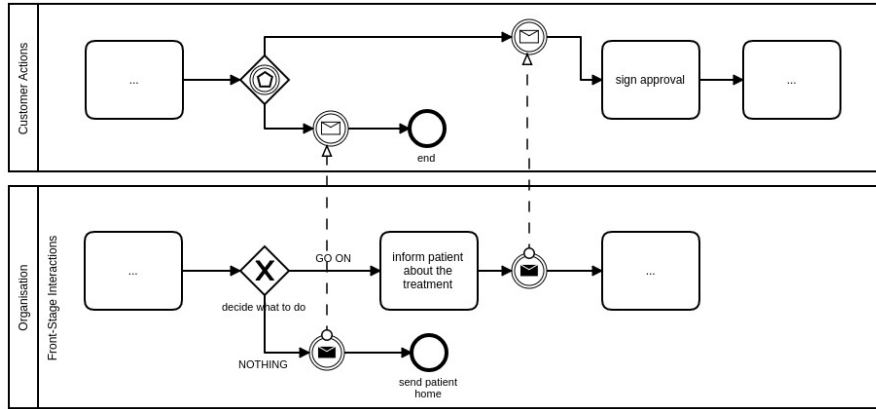 Customer Actions
...
end
sign approval
...
Organisation
Front-Stage Interactions
...
decide what to do
GO ON
NOTHING
inform patient
about the
treatment
send patient
home
...